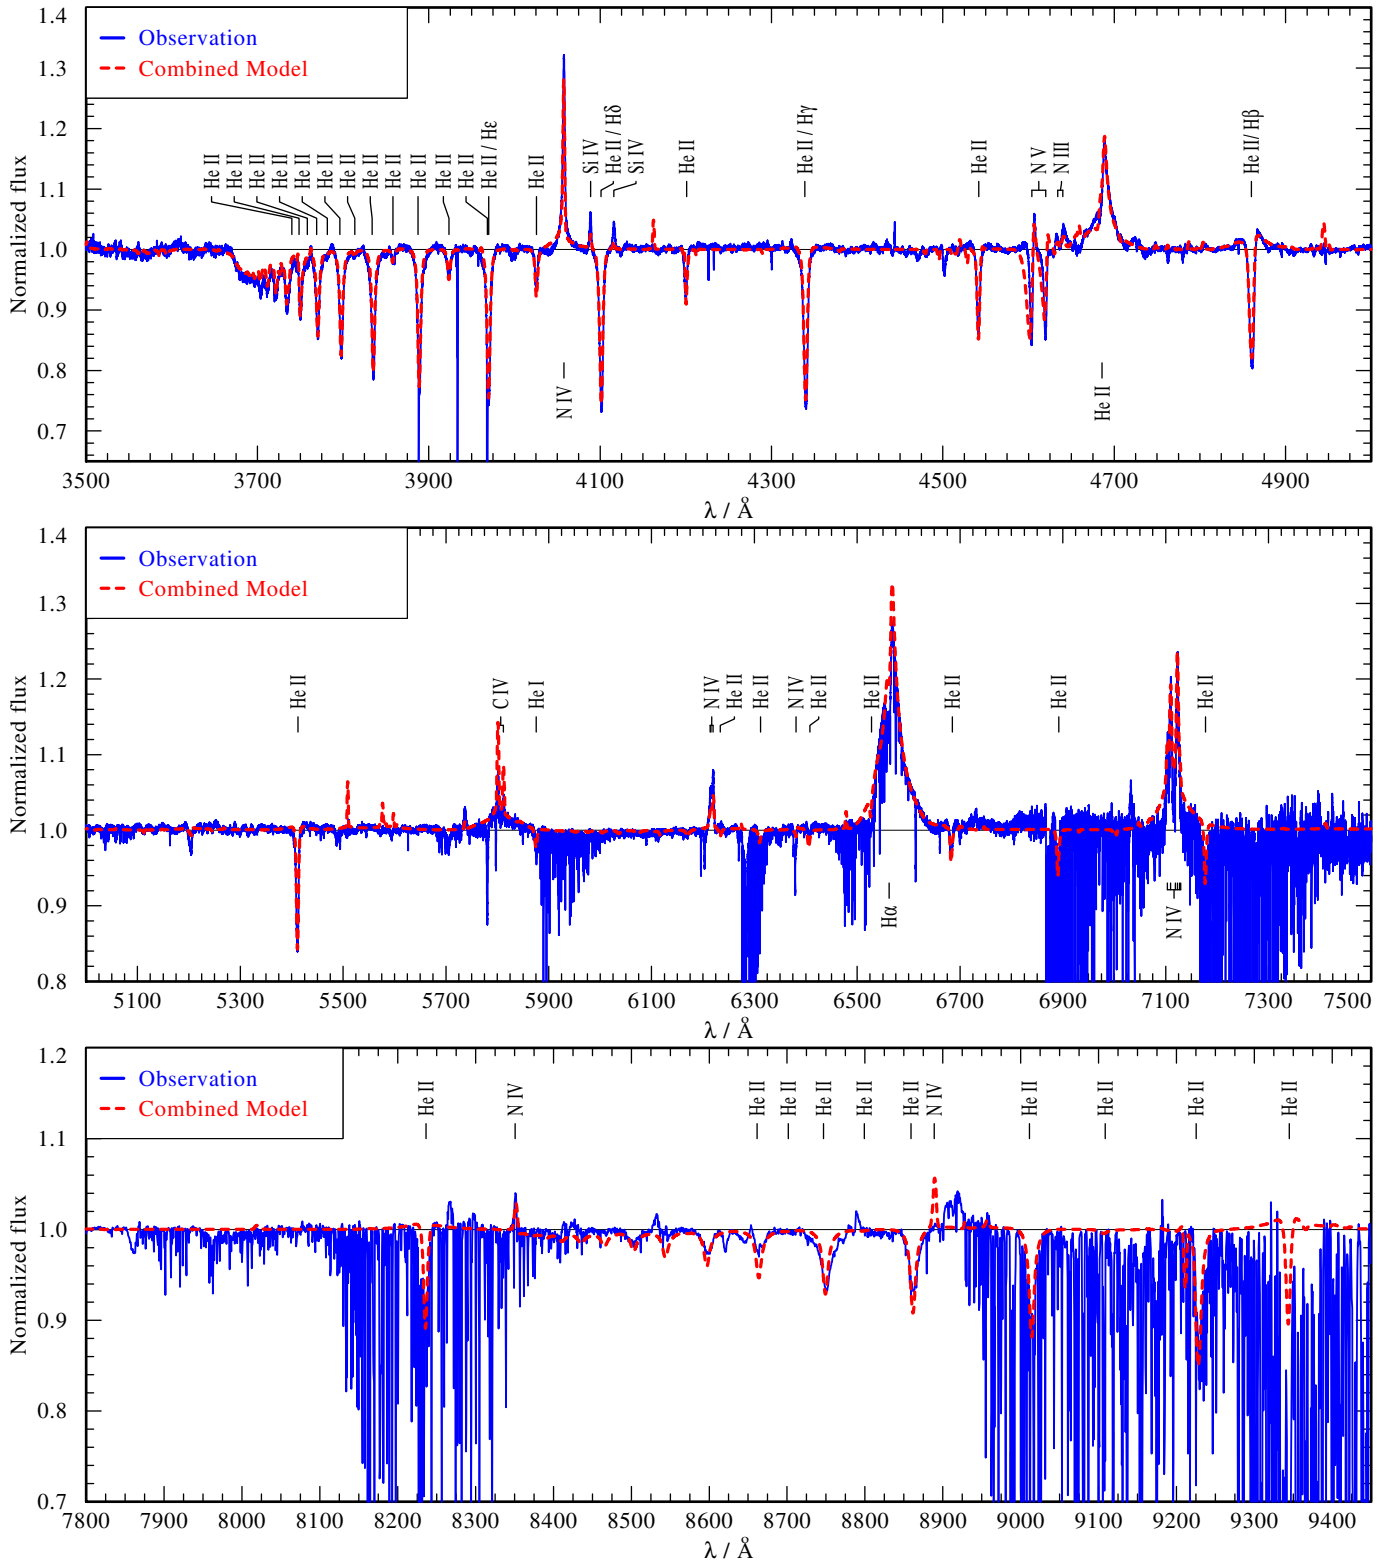 1.4
1.3
1.2
1.1
1.0
0.9
0.8
0.7
Normalized flux
Observation
Combined Model
He II
He II
He II
He II
He II
He II
He II
He II
He II
He II
He II
He II
He II / Hε
He II
N IV
Si IV
He II / Hδ
Si IV
He II
He II / Hγ
He II
N V
N III
He II
He II/ Hβ
3500
3700
3900
4100
4300
4500
4700
4900
λ / Å
1.4
1.3
1.2
1.1
1.0
0.9
0.8
Normalized flux
Observation
Combined Model
He II
C IV
He I
N IV
He II
He II
N IV
He II
He II
Hα
He II
He II
N IV
He II
5100
5300
5500
5700
5900
6100
6300
6500
6700
6900
7100
7300
7500
λ / Å
1.2
1.1
1.0
0.9
0.8
0.7
Normalized flux
Observation
Combined Model
He II
N IV
He II
He II
He II
He II
He II
N IV
He II
He II
He II
He II
7800
7900
8000
8100
8200
8300
8400
8500
8600
8700
8800
8900
9000
9100
9200
9300
9400
λ / Å